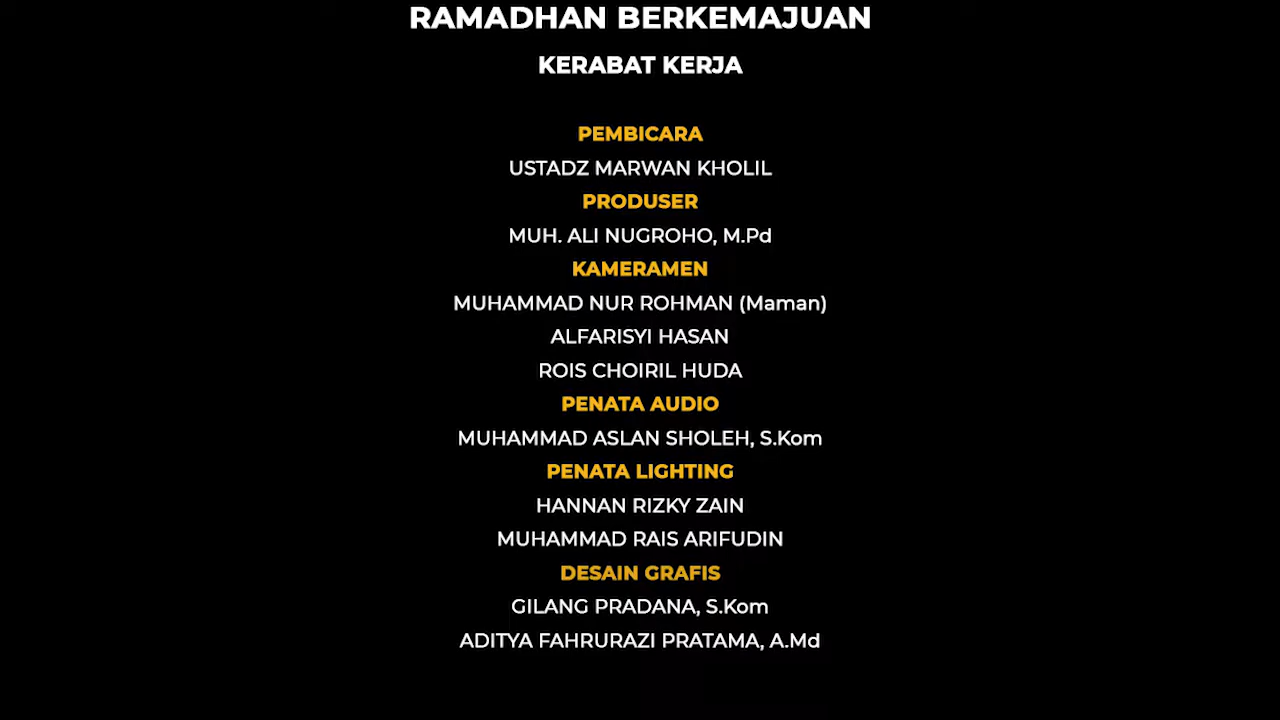 RAMADHAN BERKEMAJUAN
KERABAT KERJA
PEMBICARA
USTADZ MARWAN KHOLIL
PRODUSER
MUH. ALI NUGROHO, M.Pd
KAMERAMEN
MUHAMMAD NUR ROHMAN (Maman)
ALFARISYI HASAN
ROIS CHOIRIL HUDA
PENATA AUDIO
MUHAMMAD ASLAN SHOLEH, S.Kom
PENATA LIGHTING
HANNAN RIZKY ZAIN
MUHAMMAD RAIS ARIFUDIN
DESAIN GRAFIS
GILANG PRADANA, S.Kom
ADITYA FAHRURAZI PRATAMA, A.Md